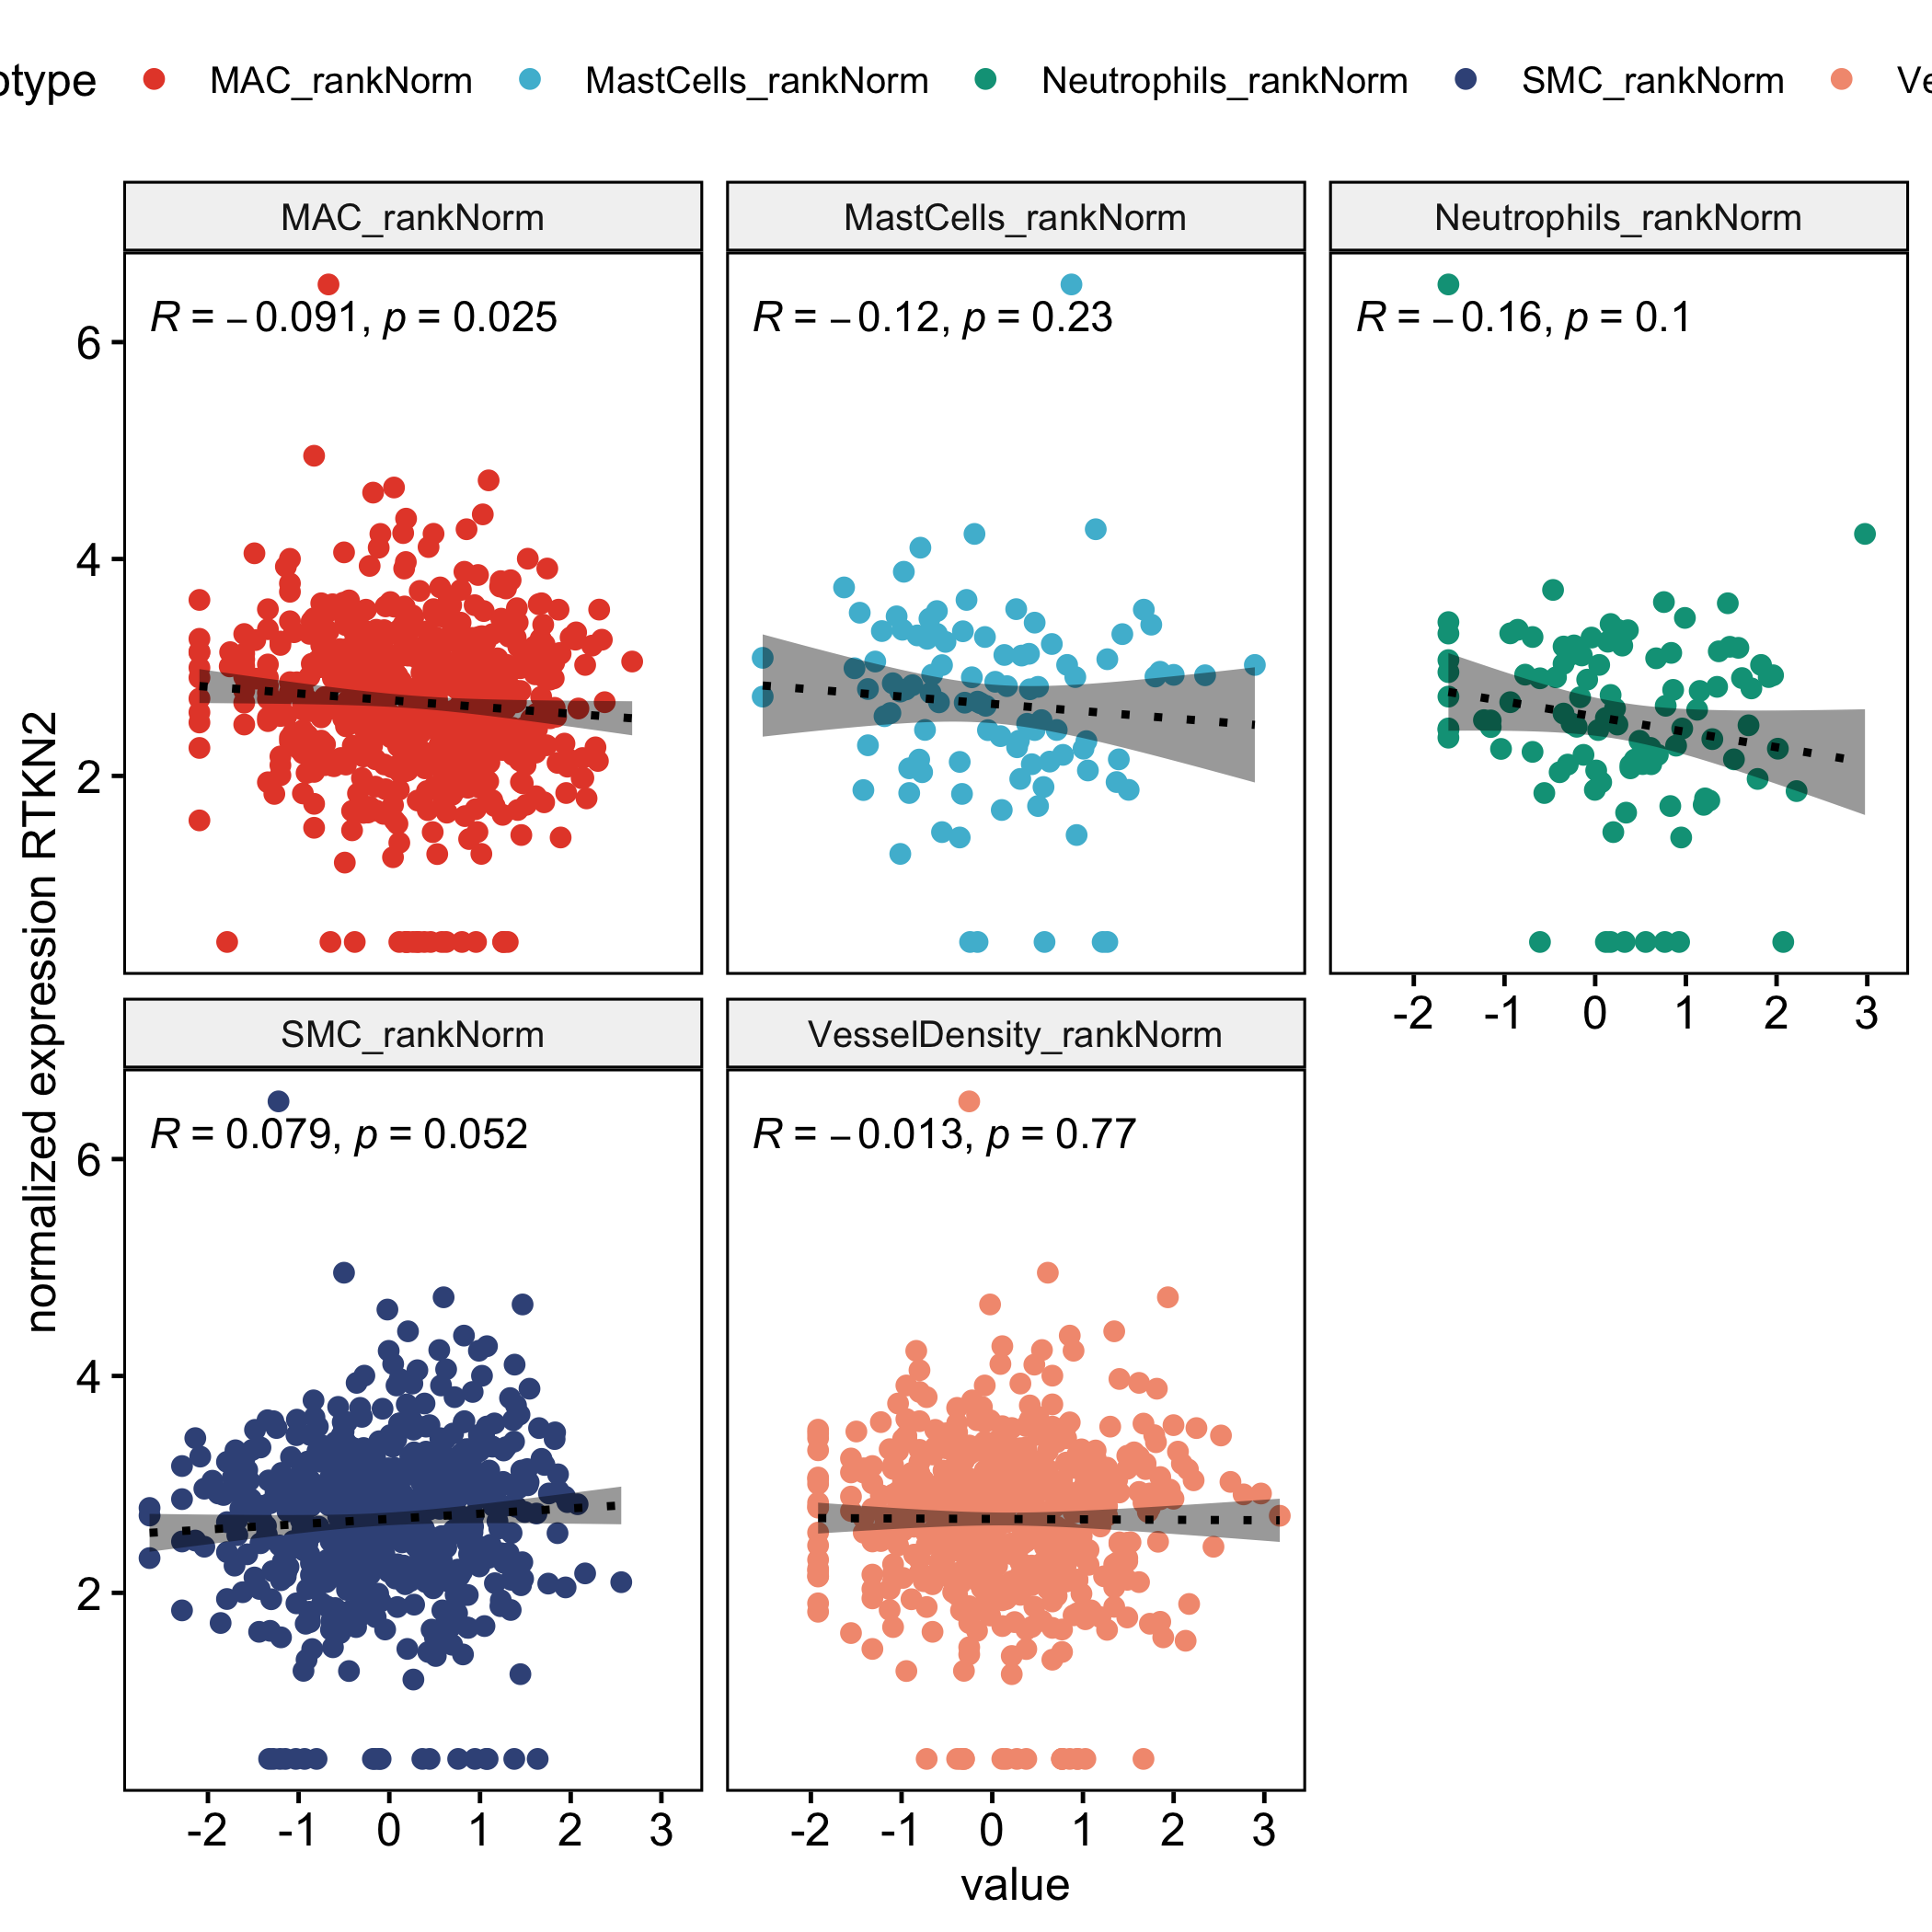 MAC_rankNorm MastCells_rankNorm Neutrophils_rankNorm SMC_rankNorm
MAC_rankNorm
MastCells_rankNorm
Neutrophils_rankNorm
R = −0.091, p = 0.025
R = −0.12, p = 0.23
R = −0.16, p = 0.1
6
4
2
-2 -1 0 1 2 3
SMC_rankNorm
VesselDensity_rankNorm
R = 0.079, p = 0.052
R = −0.013, p = 0.77
6
4
2
-2 -1 0 1 2 3
-2 -1 0 1 2 3
value
normalized expression RTKN2